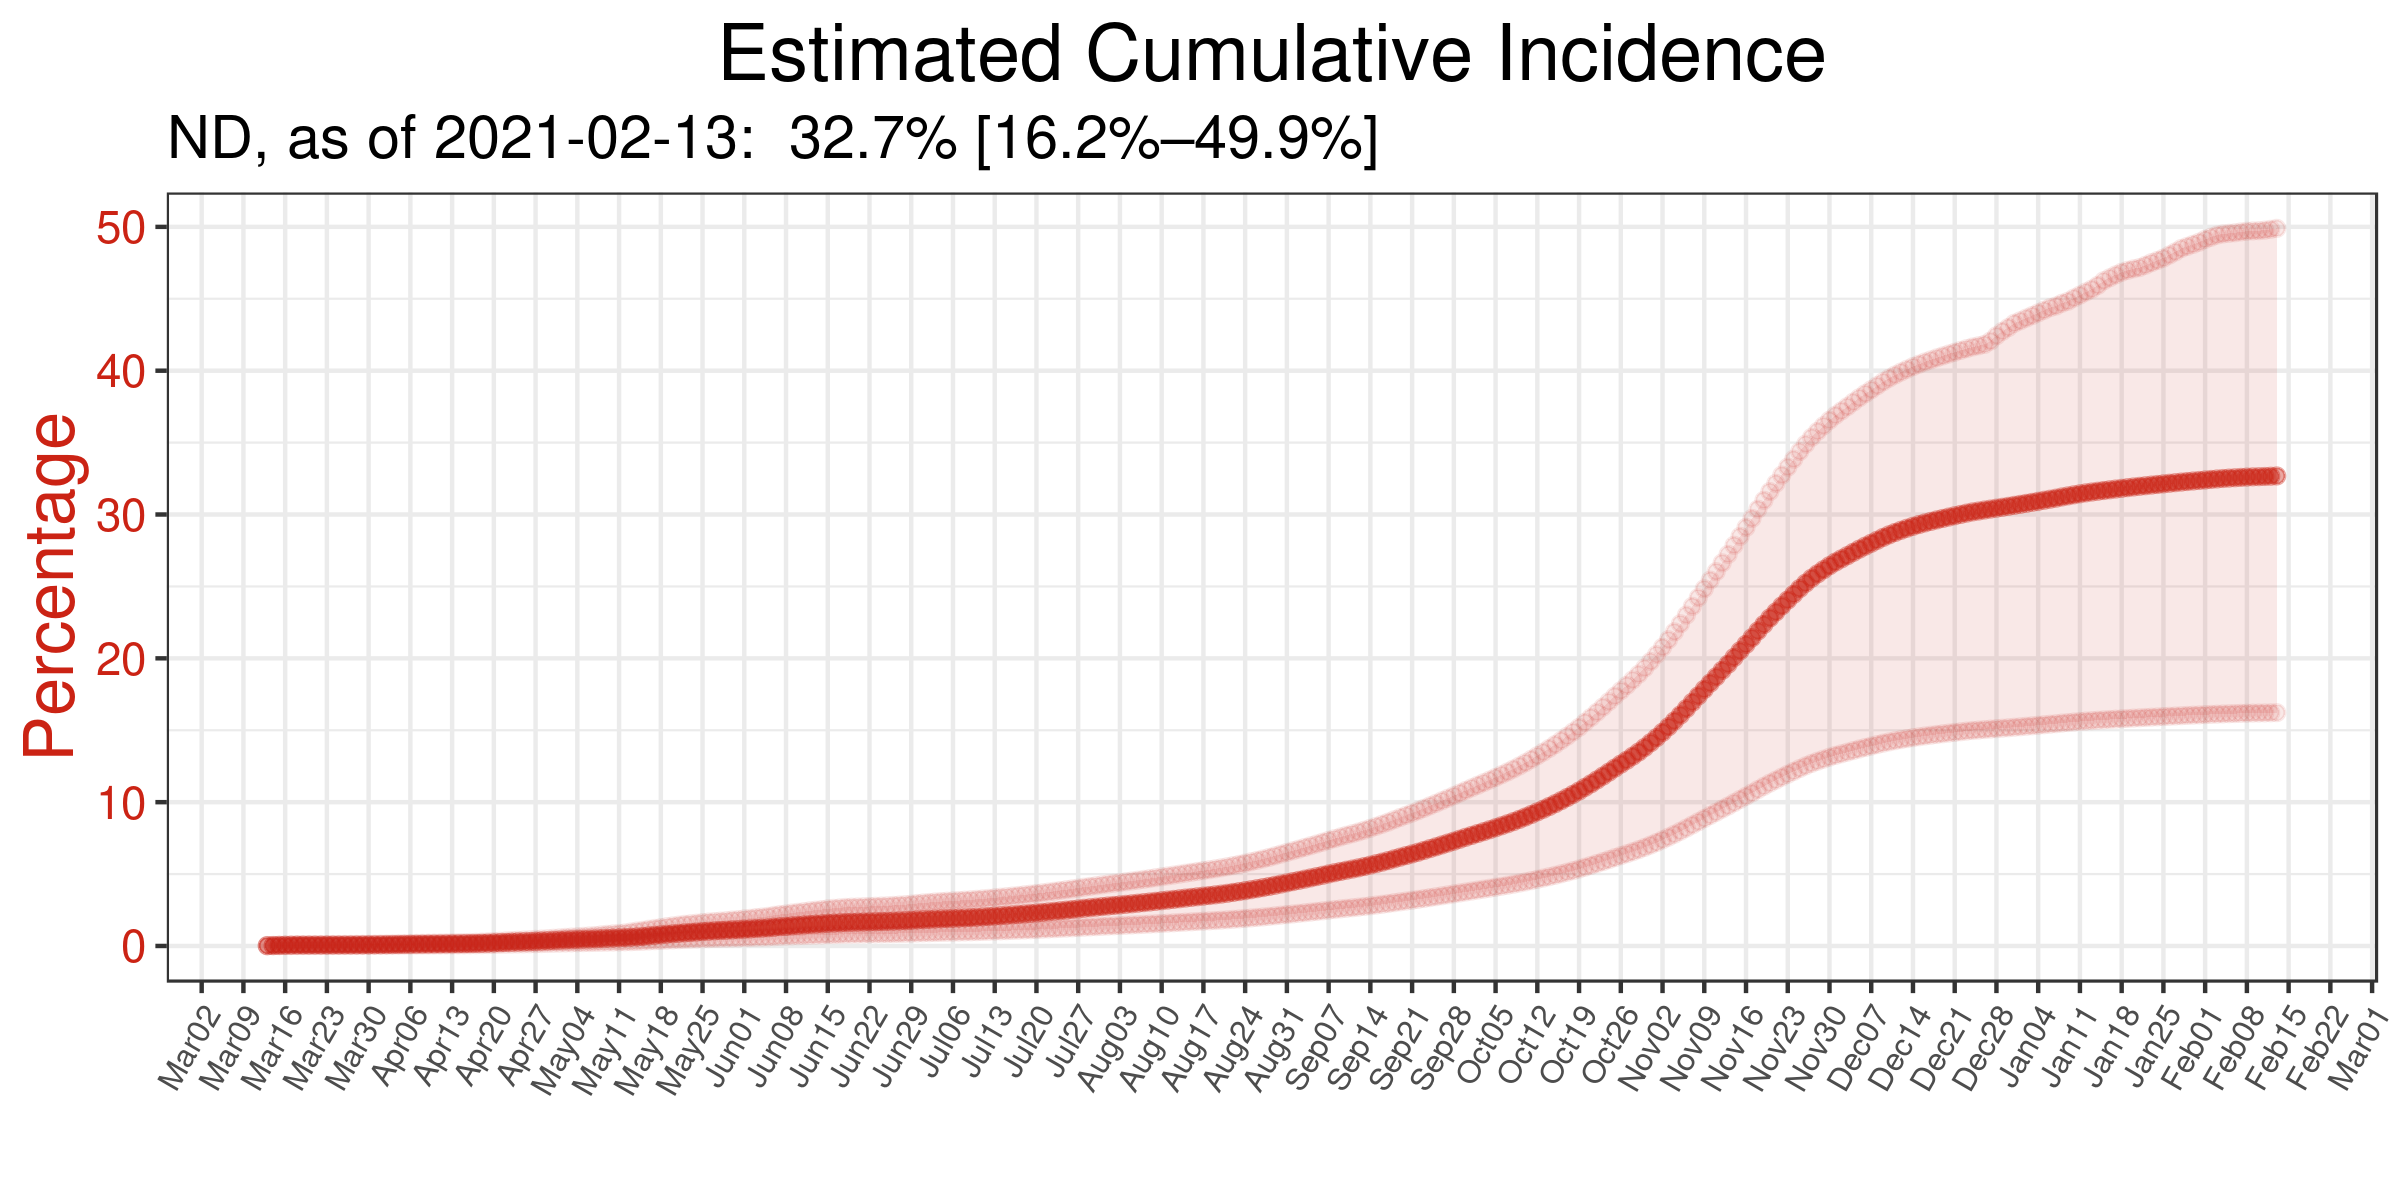 Estimated Cumulative Incidence
ND, as of 2021-02-13:  32.7% [16.2%–49.9%]
Percentage
50
40
30
20
10
0
Mar02 Mar09 Mar16 Mar23 Mar30 Apr06 Apr13 Apr20 Apr27 May04 May11 May18 May25 Jun01 Jun08 Jun15 Jun22 Jun29 Jul06 Jul13 Jul20 Jul27 Aug03 Aug10 Aug17 Aug24 Aug31 Sep07 Sep14 Sep21 Sep28 Oct05 Oct12 Oct19 Oct26 Nov02 Nov09 Nov16 Nov23 Nov30 Dec07 Dec14 Dec21 Dec28 Jan04 Jan11 Jan18 Jan25 Feb01 Feb08 Feb15 Feb22 Mar01